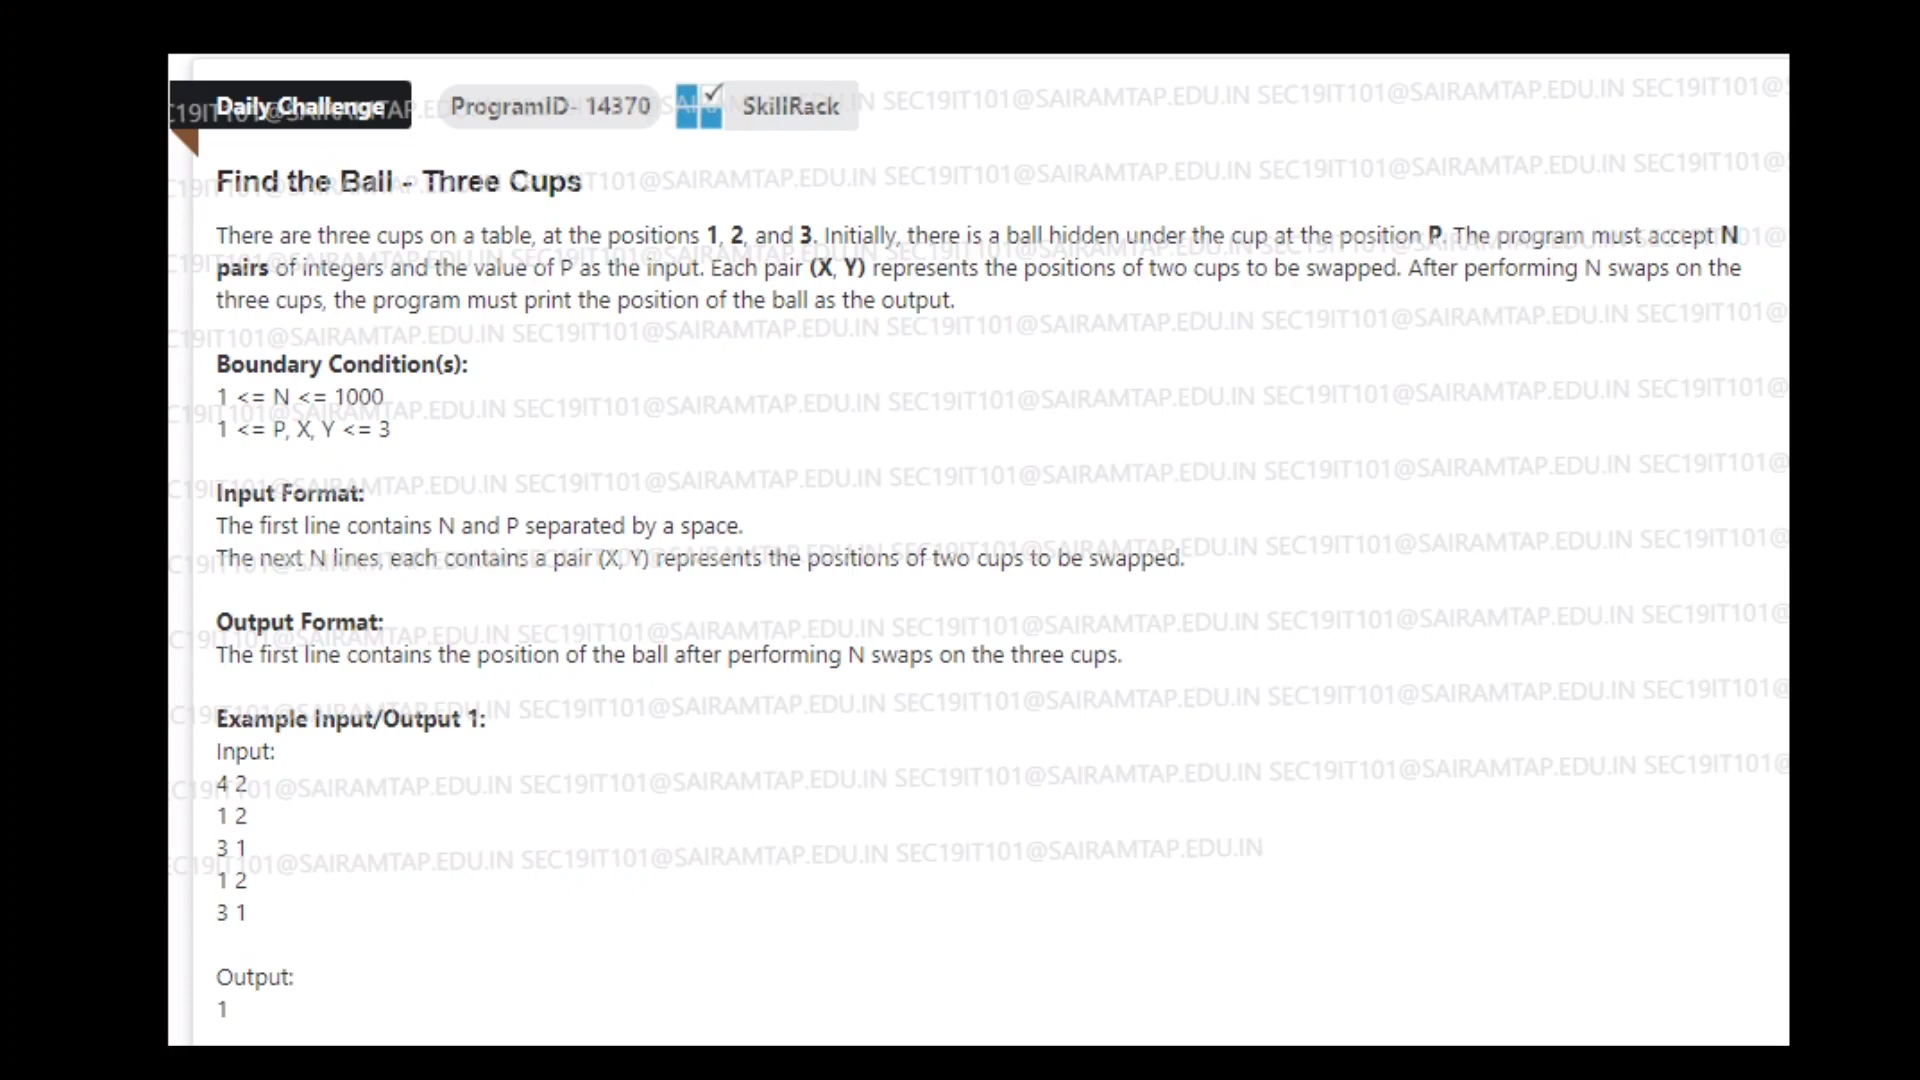 Daily Challenge
ProgramID- 14370
SkillRack
Find the Ball - Three Cups
There are three cups on a table, at the positions 1, 2, and 3. Initially, there is a ball hidden under the cup at the position P. The program must accept N
pairs of integers and the value of P as the input. Each pair (X, Y) represents the positions of two cups to be swapped. After performing N swaps on the
three cups, the program must print the position of the ball as the output.
Boundary Condition(s):
1 <= N <= 1000
1 <= P, X, Y <= 3
Input Format:
The first line contains N and P separated by a space.
The next N lines, each contains a pair (X, Y) represents the positions of two cups to be swapped.
Output Format:
The first line contains the position of the ball after performing N swaps on the three cups.
Example Input/Output 1:
Input:
4 2
1 2
3 1
1 2
3 1
Output:
1
SEC19IT101@SAIRAMTAP.EDU.IN